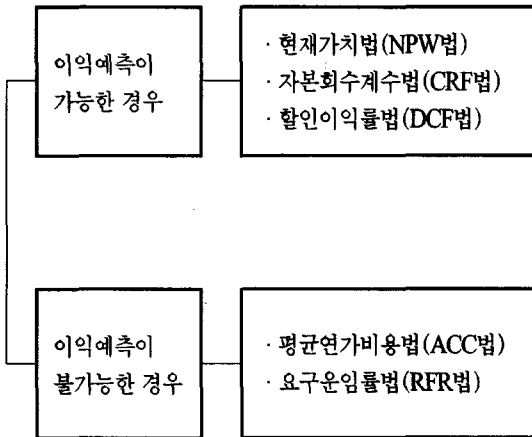 이익예측이
가능한 경우
· 현재가치법(NPW법)
· 자본회수계수법(CRF법)
· 할인이익률법(DCF법)
이익예측이
불가능한 경우
· 평균연가비용법(ACC법)
· 요구운임률법(RFR법)